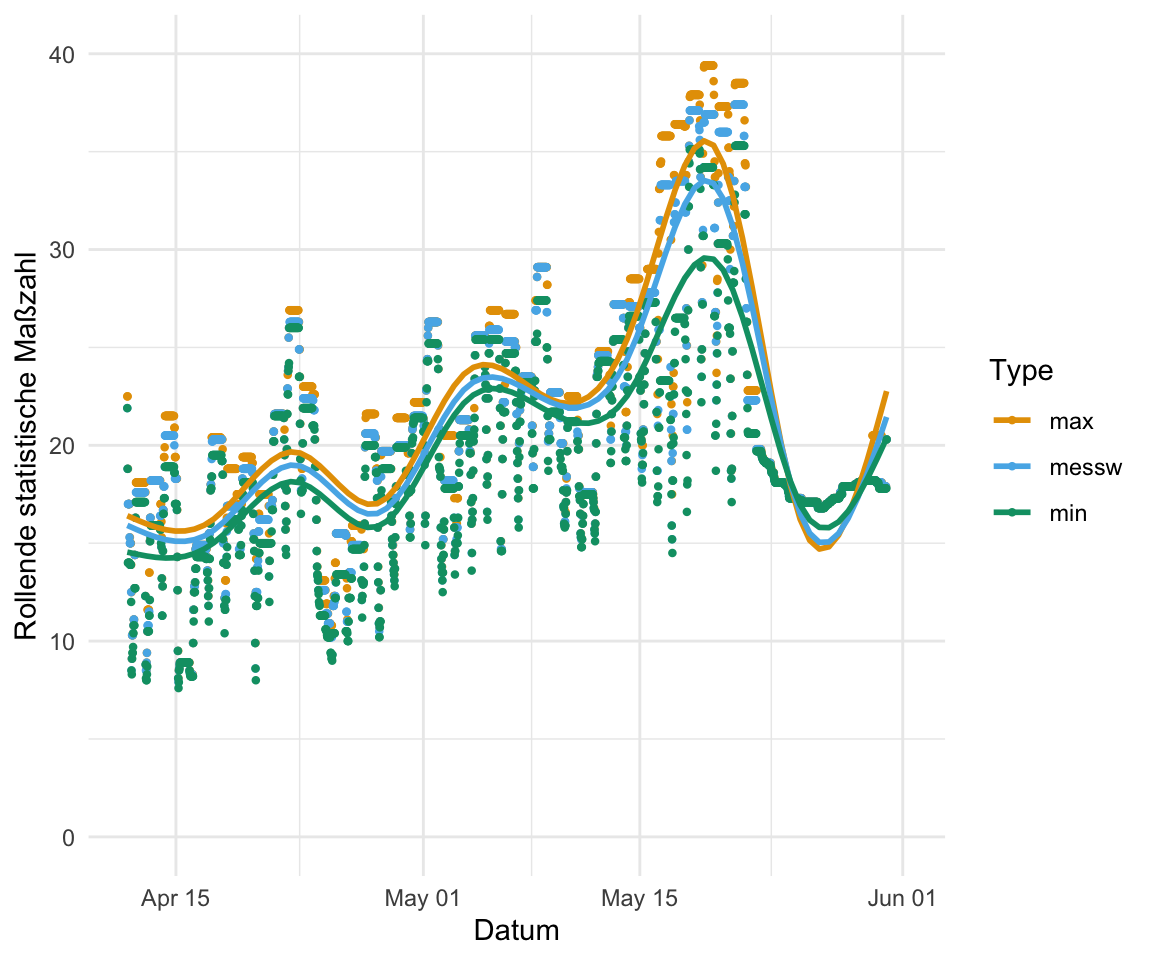 40
30
20
10
0
Rollende statistische Maßzahl
Apr 15
May 01
May 15
Jun 01
Datum
Type
max
messw
min